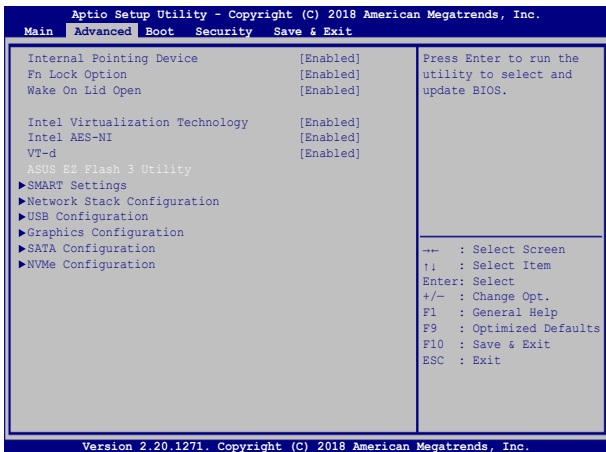 Aptio Setup Utility - Copyright (C) 2018 American Megatrends, Inc.
Main Advanced Boot Security Save & Exit
Internal Pointing Device [Enabled]
Fn Lock Option [Enabled]
Wake On Lid Open [Enabled]
Intel Virtualization Technology [Enabled]
Intel AES-NI [Enabled]
VT-d [Enabled]
ASUS EZ Flash 3 Utility
▶SMART Settings
▶Network Stack Configuration
▶USB Configuration
▶Graphics Configuration
▶SATA Configuration
▶NVMe Configuration
Press Enter to run the
utility to select and
update BIOS.
→← : Select Screen
↑↓ : Select Item
Enter: Select
+/— : Change Opt.
F1 : General Help
F9 : Optimized Defaults
F10 : Save & Exit
ESC : Exit
Version 2.20.1271. Copyright (C) 2018 American Megatrends, Inc.